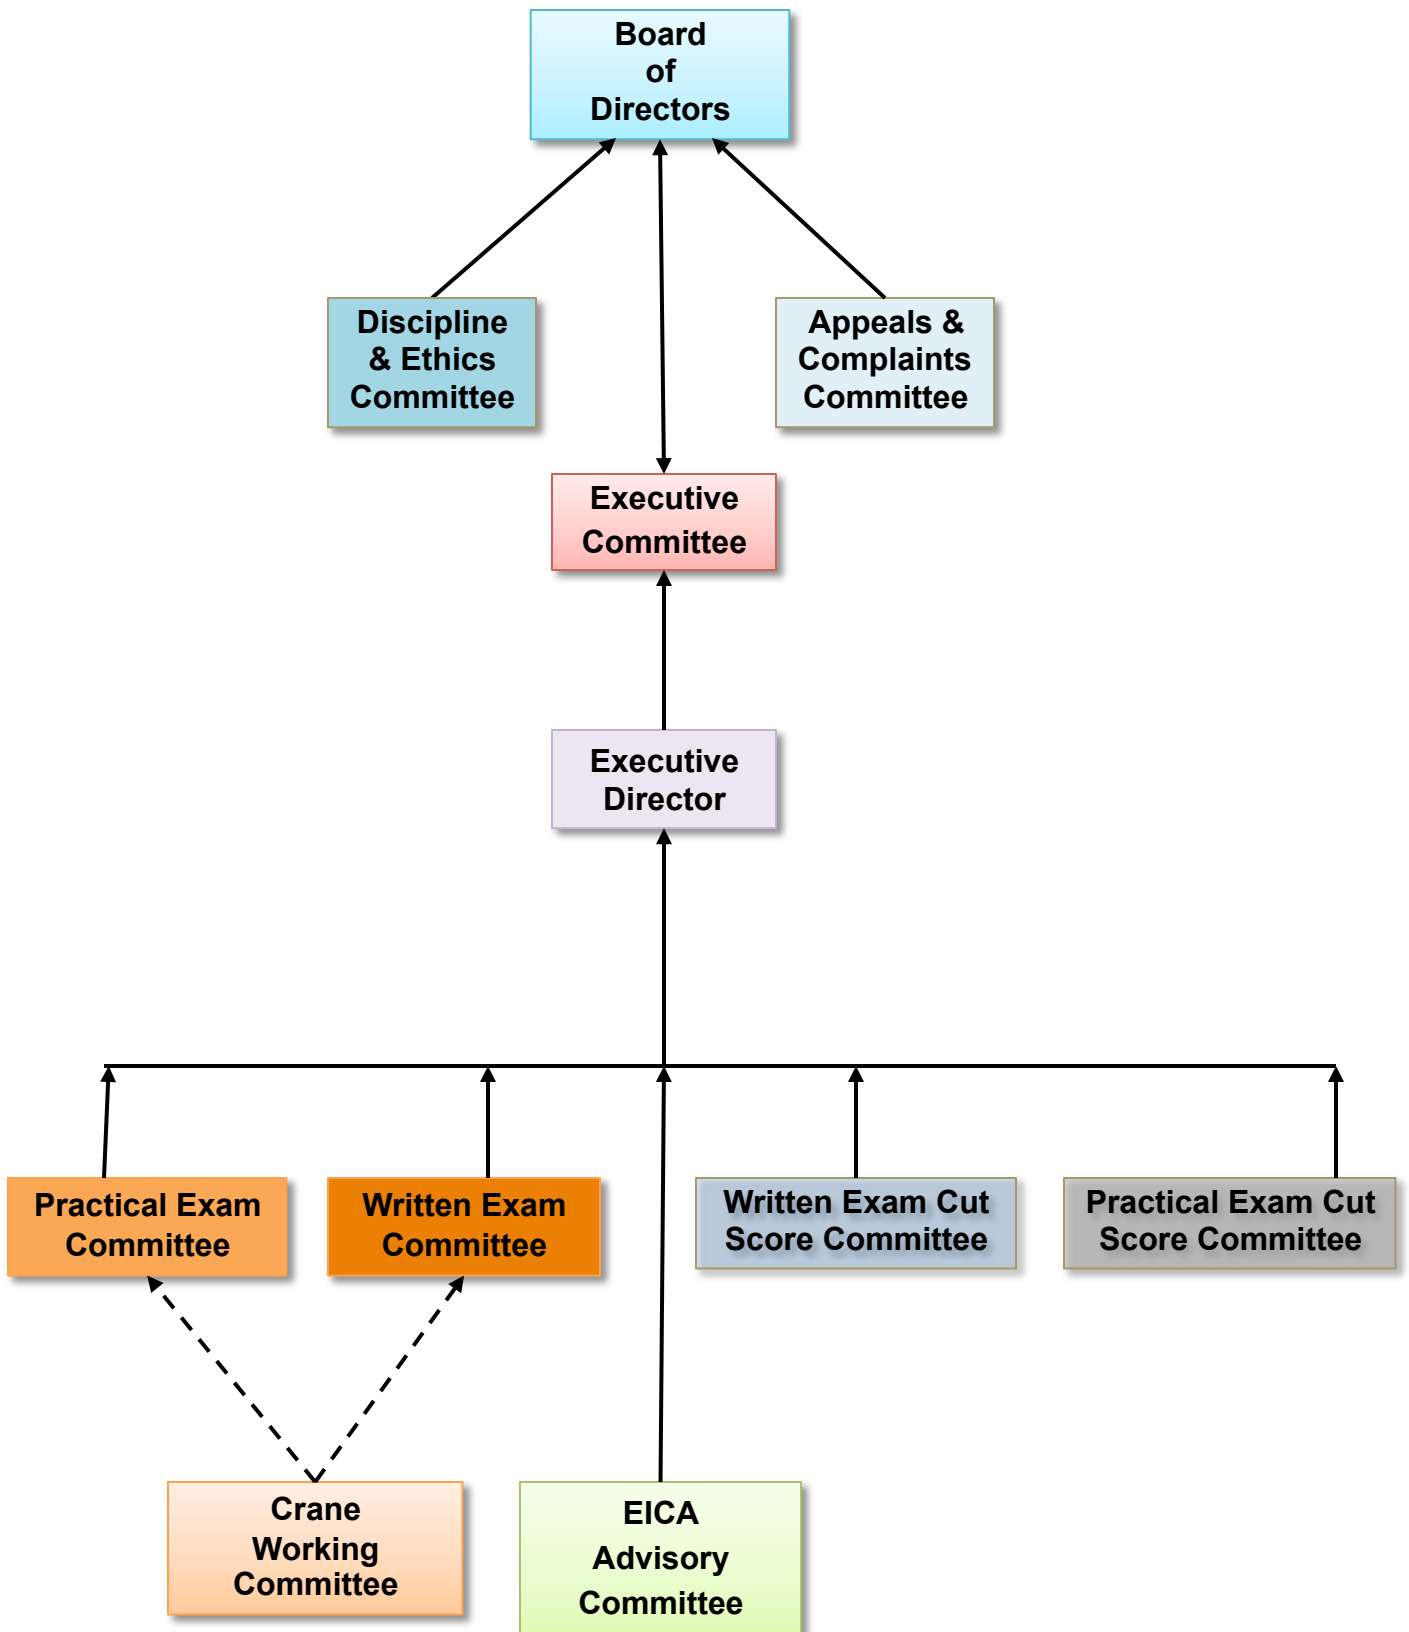 Board
of
Directors
Discipline
& Ethics
Committee
Appeals &
Complaints
Committee
Executive
Committee
Executive
Director
Practical Exam
Committee
Written Exam
Committee
Written Exam Cut
Score Committee
Practical Exam Cut
Score Committee
Crane
Working
Committee
EICA
Advisory
Committee